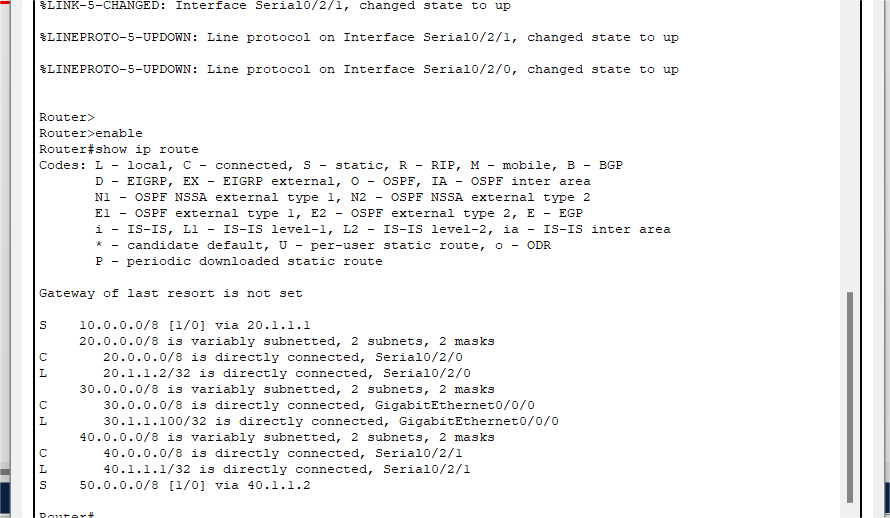 %LINK-5-CHANGED: Interface Serial0/2/1, changed state to up
%LINEPROTO-5-UPDOWN: Line protocol on Interface Serial0/2/1, changed state to up
%LINEPROTO-5-UPDOWN: Line protocol on Interface Serial0/2/0, changed state to up
Router>
Router>enable
Router#show ip route
Codes: L - local, C - connected, S - static, R - RIP, M - mobile, B - BGP
D - EIGRP, EX - EIGRP external, O - OSPF, IA - OSPF inter area
N1 - OSPF NSSA external type 1, N2 - OSPF NSSA external type 2
E1 - OSPF external type 1, E2 - OSPF external type 2, E - EGP
i - IS-IS, L1 - IS-IS level-1, L2 - IS-IS level-2, ia - IS-IS inter area
* - candidate default, U - per-user static route, o - ODR
P - periodic downloaded static route
Gateway of last resort is not set
S 10.0.0.0/8 [1/0] via 20.1.1.1
20.0.0.0/8 is variably subnetted, 2 subnets, 2 masks
C 20.0.0.0/8 is directly connected, Serial0/2/0
L 20.1.1.2/32 is directly connected, Serial0/2/0
30.0.0.0/8 is variably subnetted, 2 subnets, 2 masks
C 30.0.0.0/8 is directly connected, GigabitEthernet0/0/0
L 30.1.1.100/32 is directly connected, GigabitEthernet0/0/0
40.0.0.0/8 is variably subnetted, 2 subnets, 2 masks
C 40.0.0.0/8 is directly connected, Serial0/2/1
L 40.1.1.1/32 is directly connected, Serial0/2/1
S 50.0.0.0/8 [1/0] via 40.1.1.2
Router#